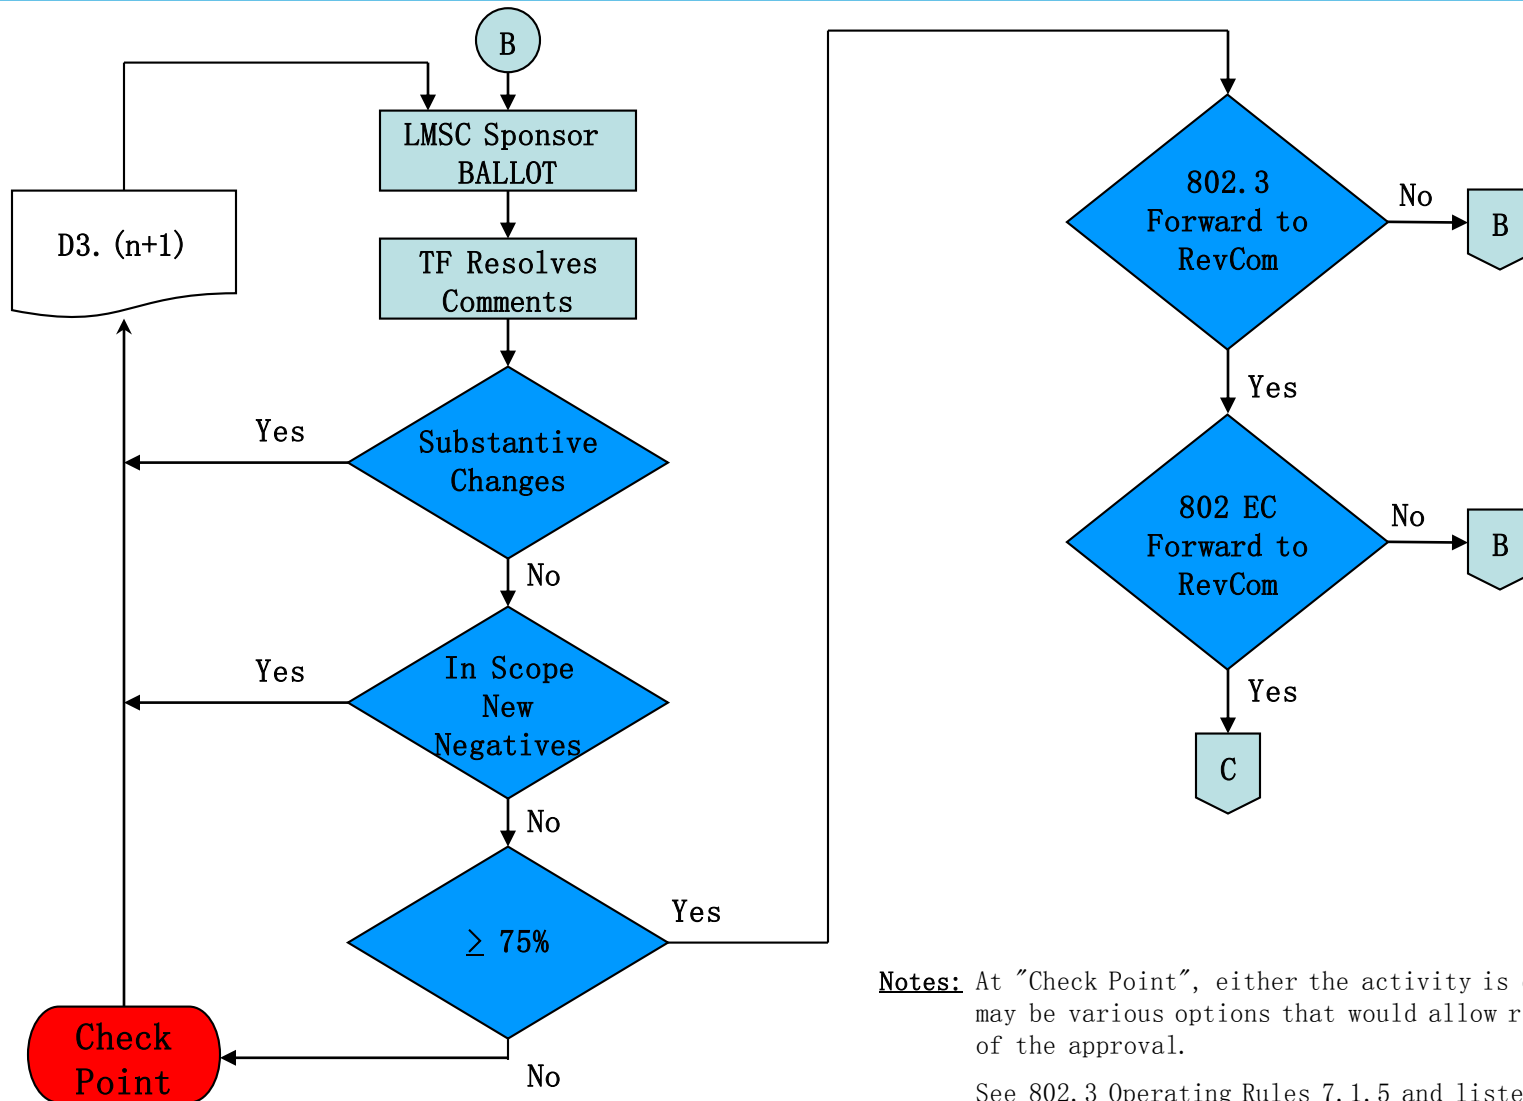 B
LMSC Sponsor
BALLOT
D3.(n+1)
TF Resolves
Comments
Yes
Substantive
Changes
No
Yes
In Scope
New
Negatives
No
≥ 75%
Yes
No
Check
Point
802.3
Forward to
RevCom
No
B
Yes
802 EC
Forward to
RevCom
No
B
Yes
C
Notes: At "Check Point", either the activity is
may be various options that would allow
of the approval.
See 802.3 Operating Rules 7.1.5 and